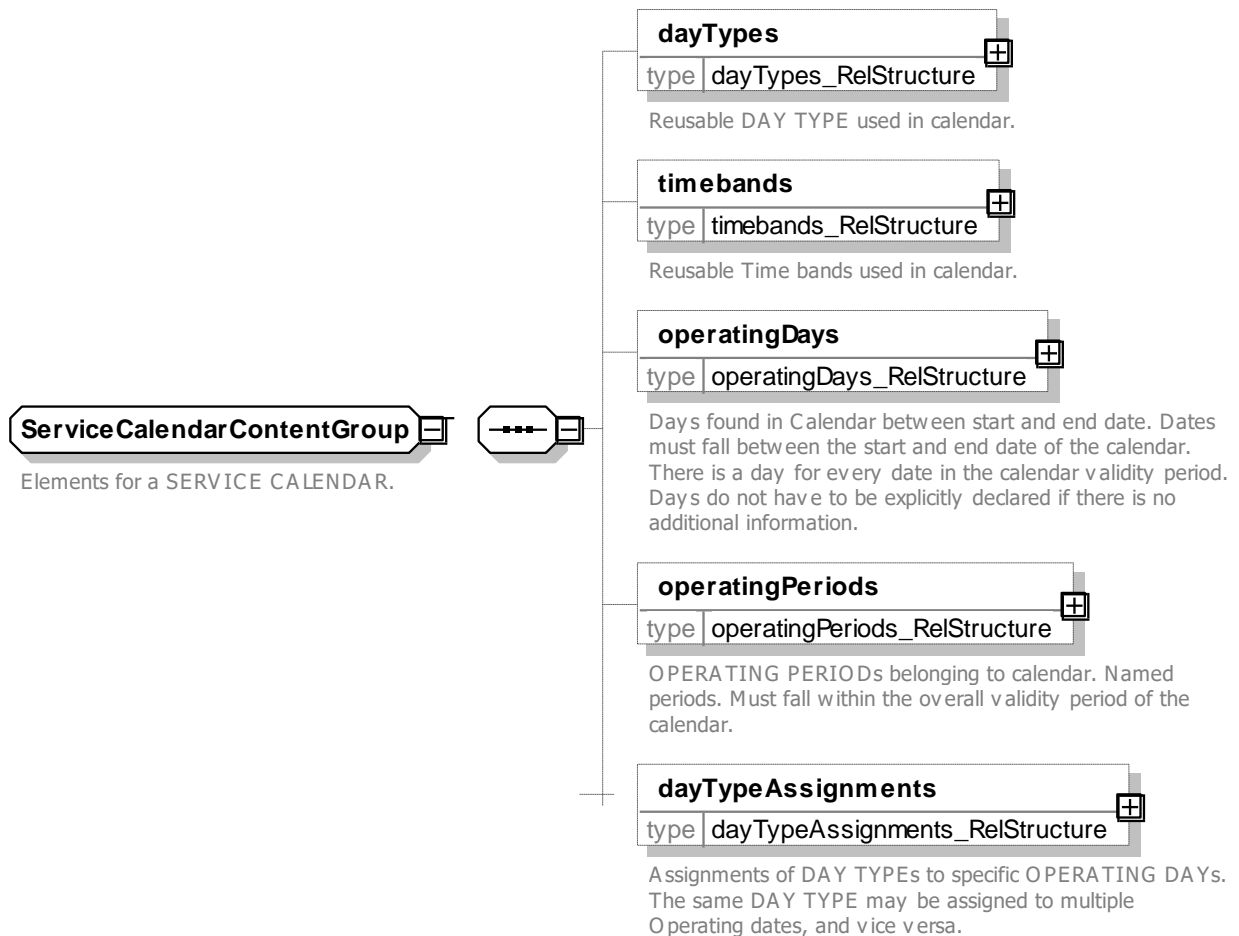 dayTypes
type dayTypes_RelStructure
Reusable DAY TYPE used in calendar.
timebands
type timebands_RelStructure
Reusable Time bands used in calendar.
operatingDays
type operatingDays_RelStructure
Days found in Calendar between start and end date. Dates
must fall between the start and end date of the calendar.
There is a day for every date in the calendar validity period.
Days do not have to be explicitly declared if there is no
additional information.
ServiceCalendarContentGroup
Elements for a SERVICE CALENDAR.
operatingPeriods
type operatingPeriods_RelStructure
OPERATING PERIODs belonging to calendar. Named
periods. Must fall within the overall validity period of the
calendar.
dayTypeAssignments
type dayTypeAssignments_RelStructure
Assignments of DAY TYPEs to specific OPERATING DAYs.
The same DAY TYPE may be assigned to multiple
Operating dates, and vice versa.